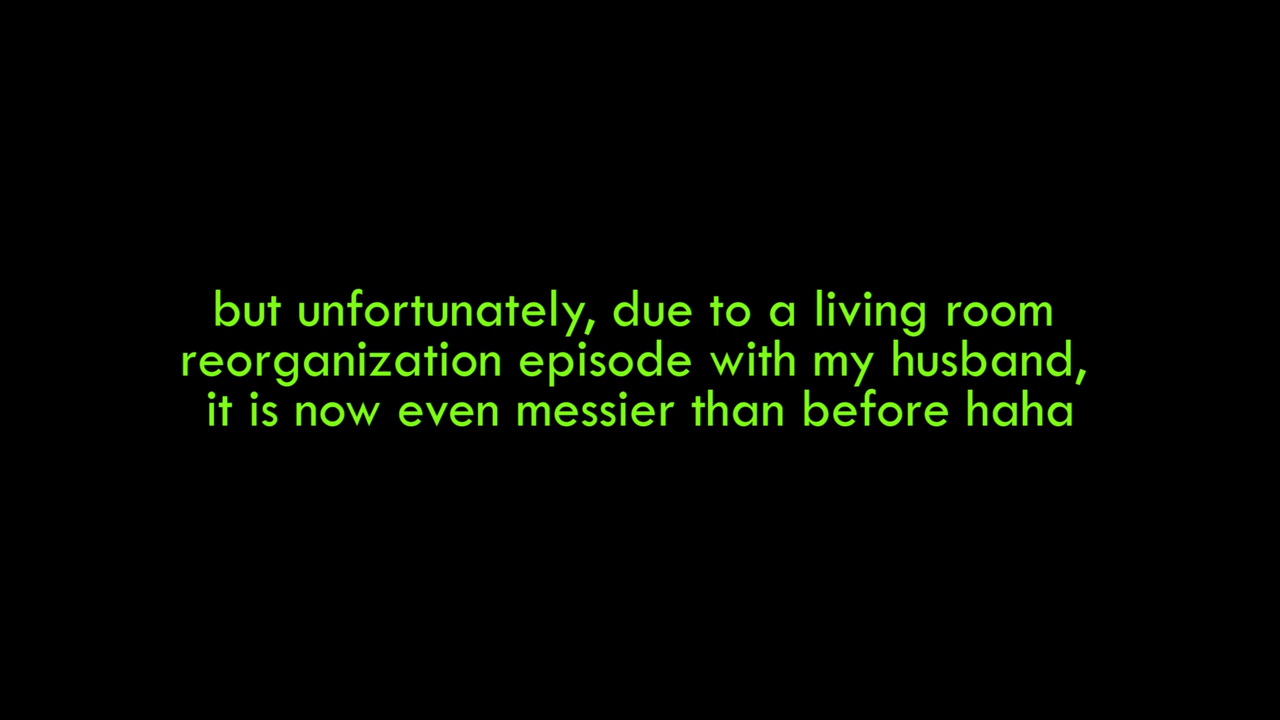 but unfortunately, due to a living room
reorganization episode with my husband,
it is now even messier than before haha